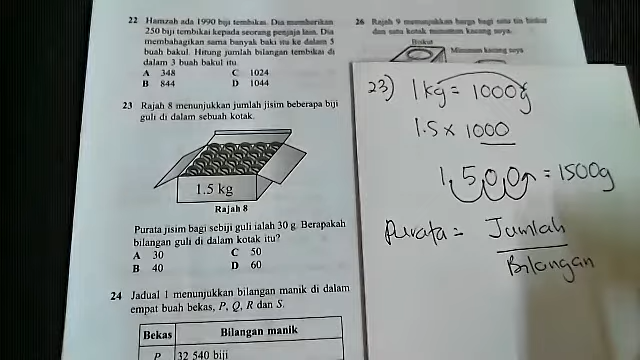 22 Hamzah ada 1990 biji tembikai. Dia memberikan
250 biji tembikai kepada seorang penjaja lain. Dia
membahagikan sama banyak baki itu ke dalam 5
buah bakul. Hitung jumlah bilangan tembikai di
dalam 3 buah bakul itu.
A 348 C 1024
B 844 D 1044
23 Rajah 8 menunjukkan jumlah jisim beberapa biji
guli di dalam sebuah kotak.
1.5 kg
Rajah 8
Purata jisim bagi sebiji guli ialah 30 g. Berapakah
bilangan guli di dalam kotak itu?
A 30 C 50
B 40 D 60
24 Jadual 1 menunjukkan bilangan manik di dalam
empat buah bekas, P, Q, R dan S.
Bekas Bilangan manik
P 32 540 biji
26 Rajah 9 menunjukkan harga bagi satu tin biskut
dan satu kotak minuman kacang soya.
Biskut
Minuman kacang soya
23) 1kg = 1000g
1.5 x 1000
1,500 = 1500g
Purata = Jumlah
Bilangan